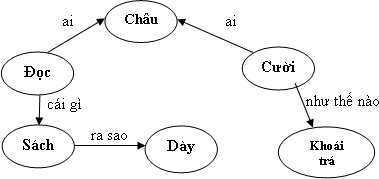 ai
Châu
ai
Đọc
Cười
cái gì
như thế nào
Sách
ra sao
Dày
Khoái
trá